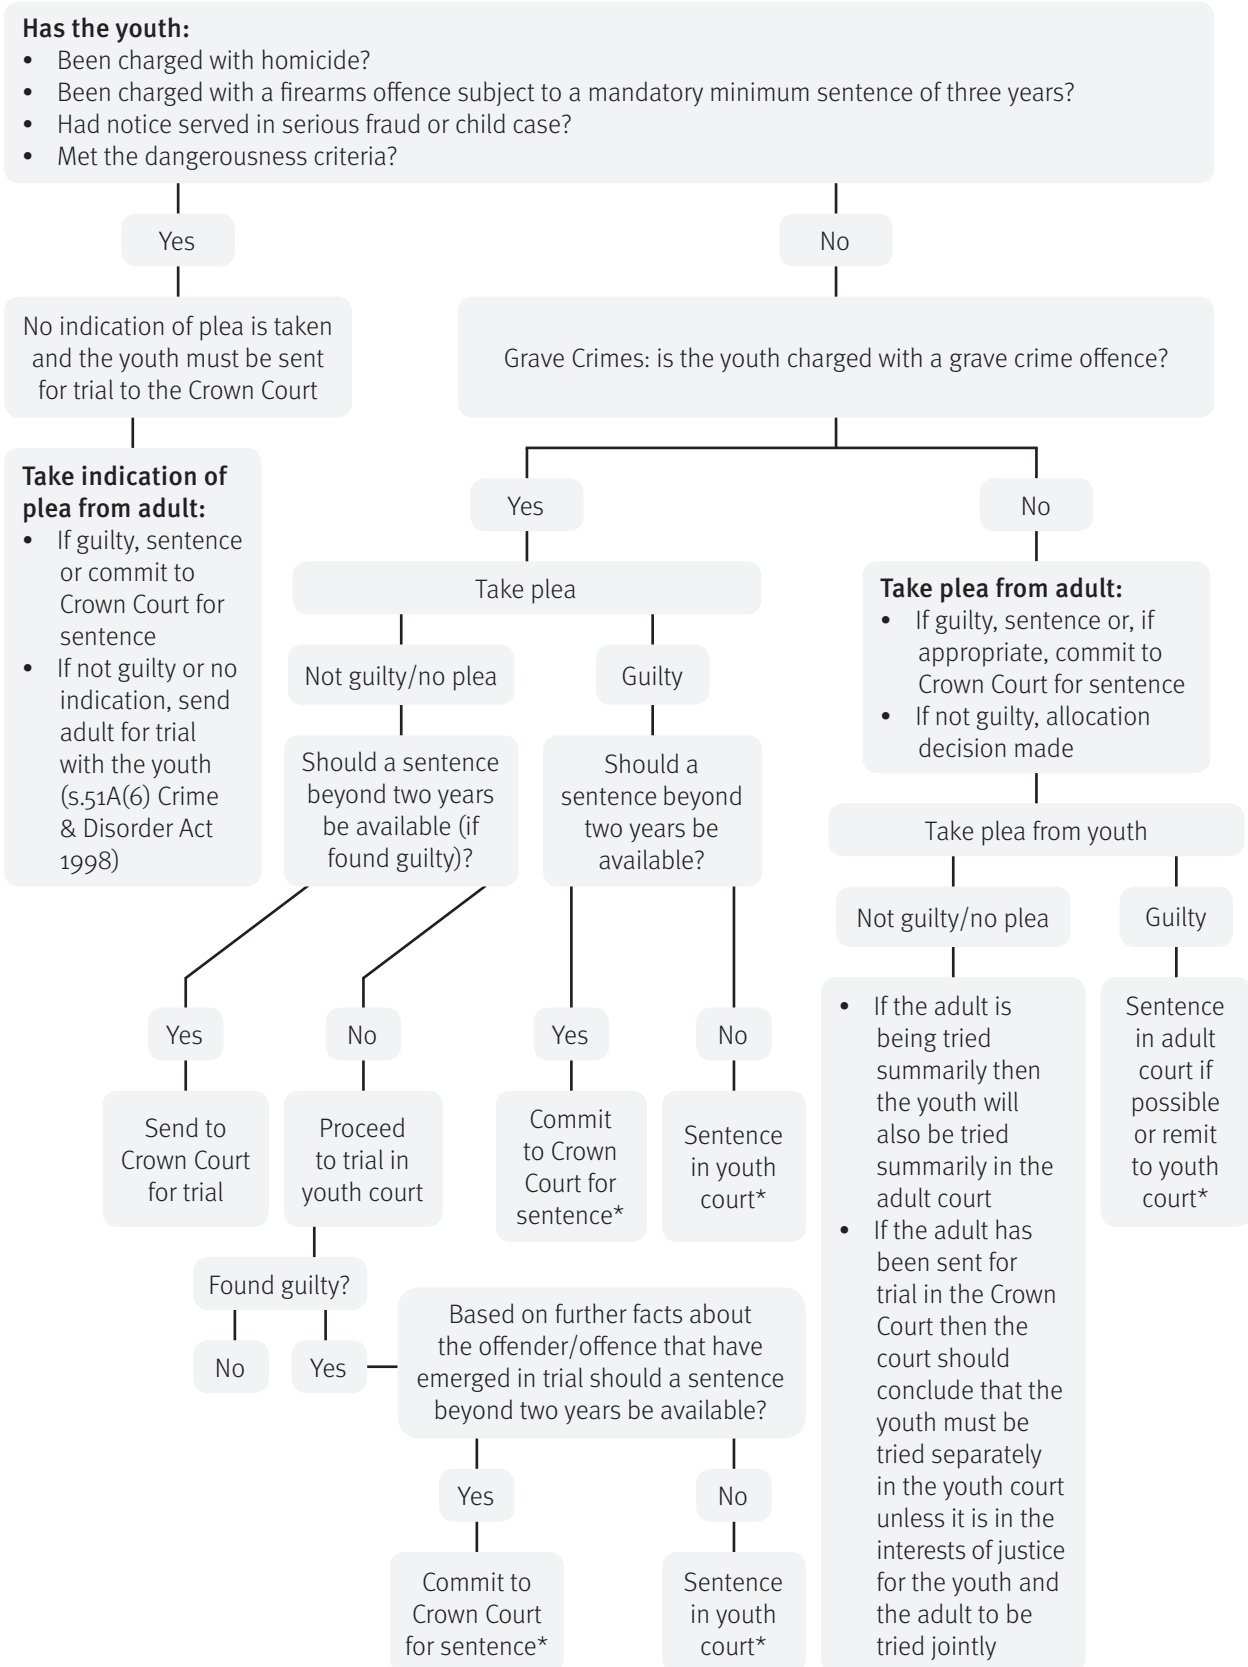 Has the youth:
• Been charged with homicide?
• Been charged with a firearms offence subject to a mandatory minimum sentence of three years?
• Had notice served in serious fraud or child case?
• Met the dangerousness criteria?
Yes
No
No indication of plea is taken
and the youth must be sent
for trial to the Crown Court
Grave Crimes: is the youth charged with a grave crime offence?
Take indication of
plea from adult:
• If guilty, sentence
or commit to
Crown Court for
sentence
• If not guilty or no
indication, send
adult for trial
with the youth
(s.51A(6) Crime
& Disorder Act
1998)
Yes
No
Take plea
Take plea from adult:
• If guilty, sentence or, if
appropriate, commit to
Crown Court for sentence
• If not guilty, allocation
decision made
Not guilty/no plea
Guilty
Should a sentence
beyond two years
be available (if
found guilty)?
Should a
sentence beyond
two years be
available?
Take plea from youth
Not guilty/no plea
Guilty
Yes
No
Yes
No
Send to
Crown Court
for trial
Proceed
to trial in
youth court
Commit
to Crown
Court for
sentence*
Sentence
in youth
court*
• If the adult is
being tried
summarily then
the youth will
also be tried
summarily in the
adult court
• If the adult has
been sent for
trial in the Crown
Court then the
court should
conclude that the
youth must be
tried separately
in the youth court
unless it is in the
interests of justice
for the youth and
the adult to be
tried jointly
Sentence
in adult
court if
possible
or remit
to youth
court*
Found guilty?
No
Yes
Based on further facts about
the offender/offence that have
emerged in trial should a sentence
beyond two years be available?
Yes
No
Commit to
Crown Court
for sentence*
Sentence
in youth
court*